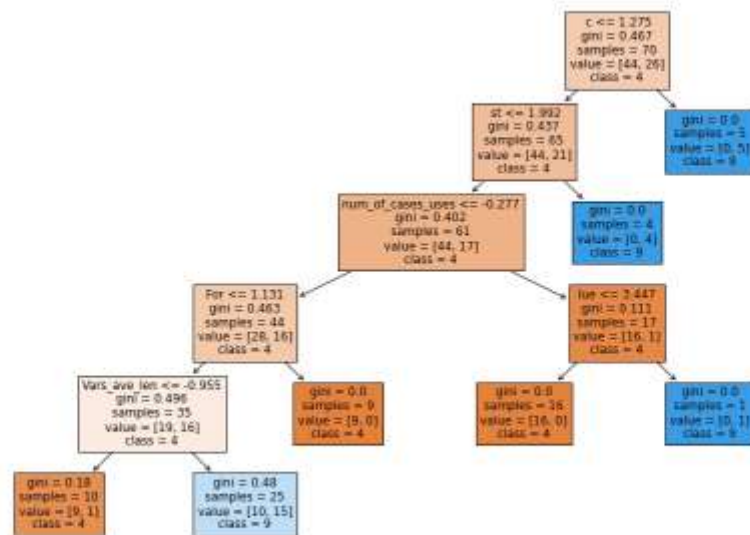 c <= 1.275
gini = 0.467
samples = 70
value = [44, 26]
class = 4
st <= 1.992
gini = 0.437
samples = 65
value = [44, 21]
class = 4
gini = 0.0
samples = 5
value = [0, 5]
class = 9
num_of_cases_uses <= -0.277
gini = 0.402
samples = 61
value = [44, 17]
class = 4
gini = 0.0
samples = 4
value = [0, 4]
class = 9
For <= 1.131
gini = 0.463
samples = 44
value = [28, 16]
class = 4
lue <= 3.447
gini = 0.111
samples = 17
value = [16, 1]
class = 4
Vars_ave_len <= -0.955
gini = 0.496
samples = 35
value = [19, 16]
class = 4
gini = 0.0
samples = 9
value = [9, 0]
class = 4
gini = 0.0
samples = 16
value = [16, 0]
class = 4
gini = 0.0
samples = 1
value = [0, 1]
class = 9
gini = 0.18
samples = 10
value = [9, 1]
class = 4
gini = 0.48
samples = 25
value = [10, 15]
class = 9